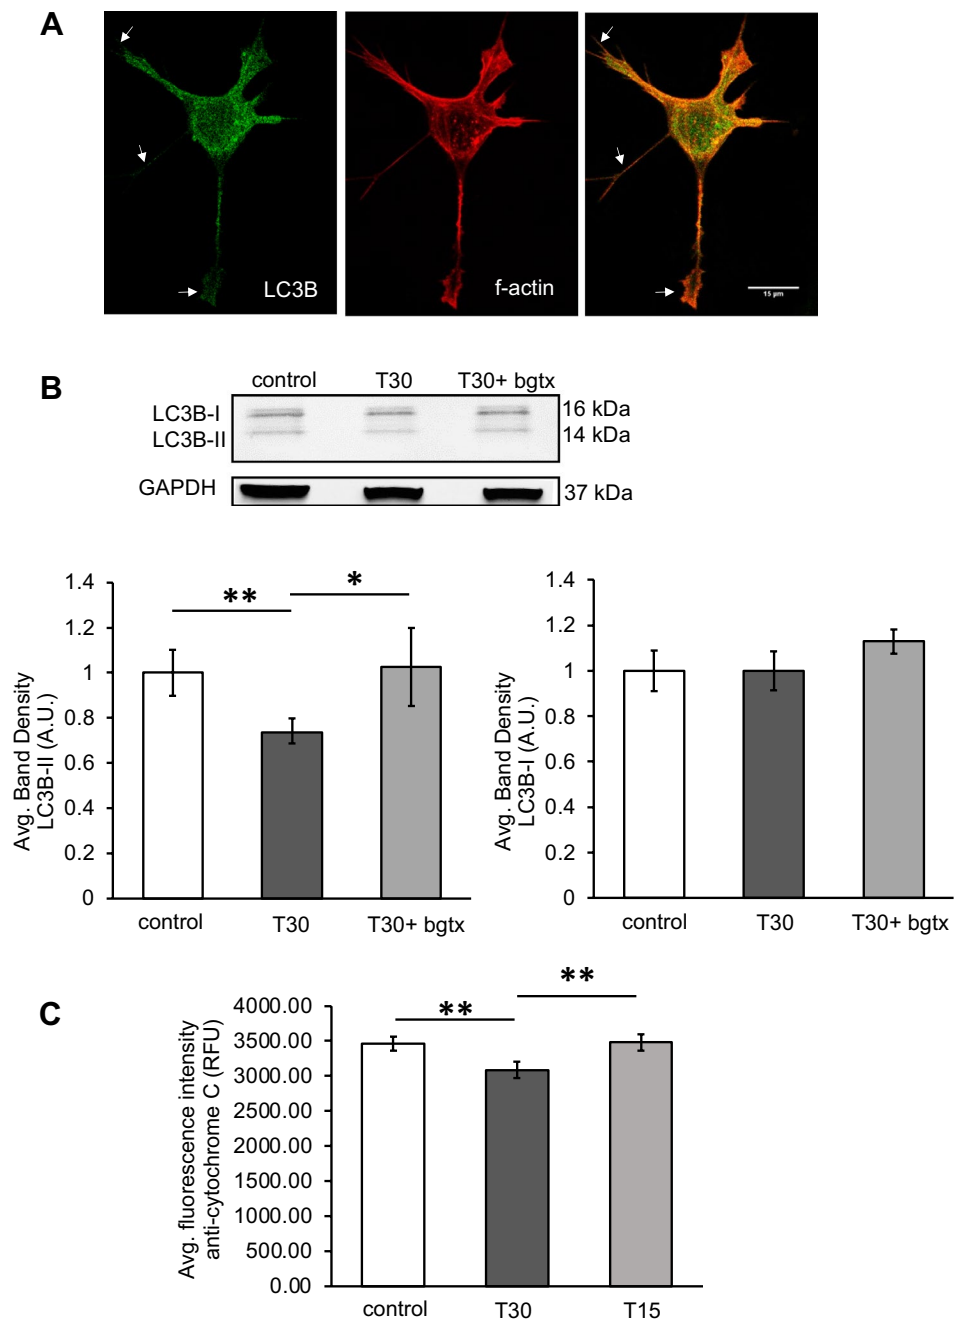 A
LC3B
f-actin
15 µm
B
control T30 T30+ bgtx
LC3B-I 16 kDa
LC3B-II 14 kDa
GAPDH 37 kDa
Avg. Band Density
LC3B-II (A.U.)
1.4
1.2
1
0.8
0.6
0.4
0.2
0
** *
control T30 T30+ bgtx
Avg. Band Density
LC3B-I (A.U.)
1.4
1.2
1
0.8
0.6
0.4
0.2
0
control T30 T30+ bgtx
C
Avg. fluorescence intensity
anti-cytochrome C (RFU)
4000.00
3500.00
3000.00
2500.00
2000.00
1500.00
1000.00
500.00
0.00
** **
control T30 T15